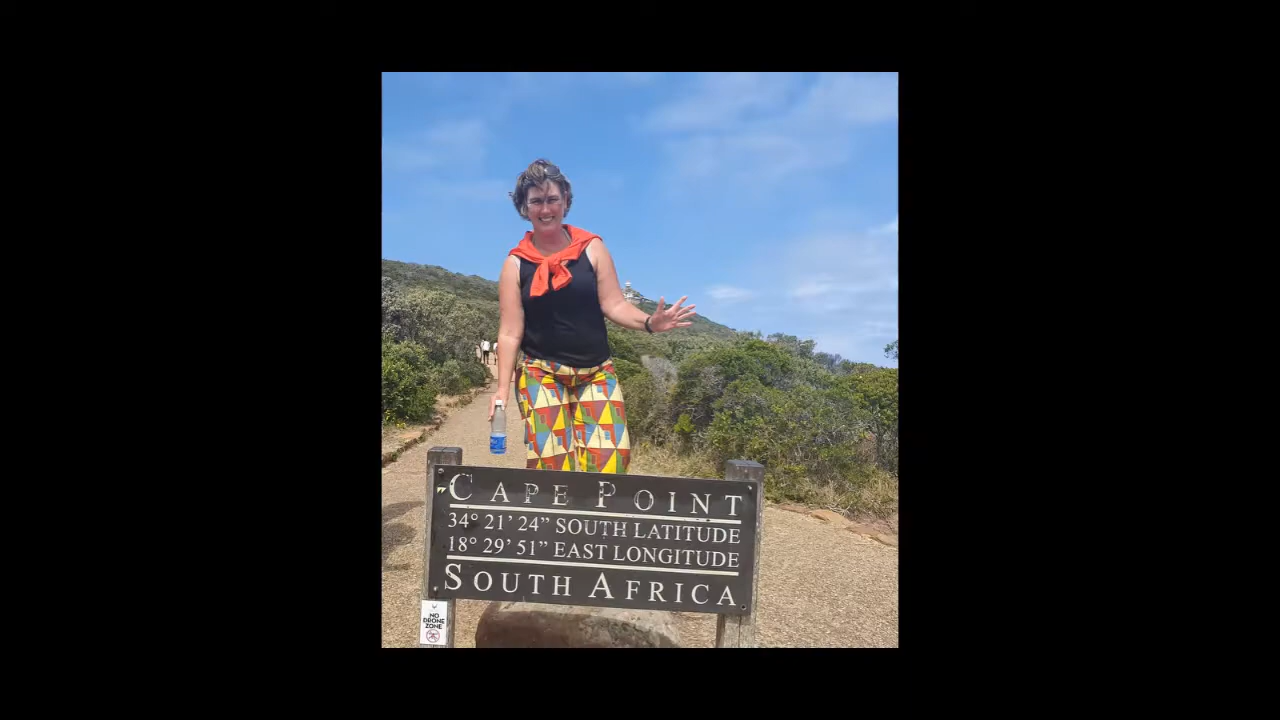 CAPE POINT
34° 21' 24" SOUTH LATITUDE
18° 29' 51" EAST LONGITUDE
SOUTH AFRICA
NO
DRONE
ZONE